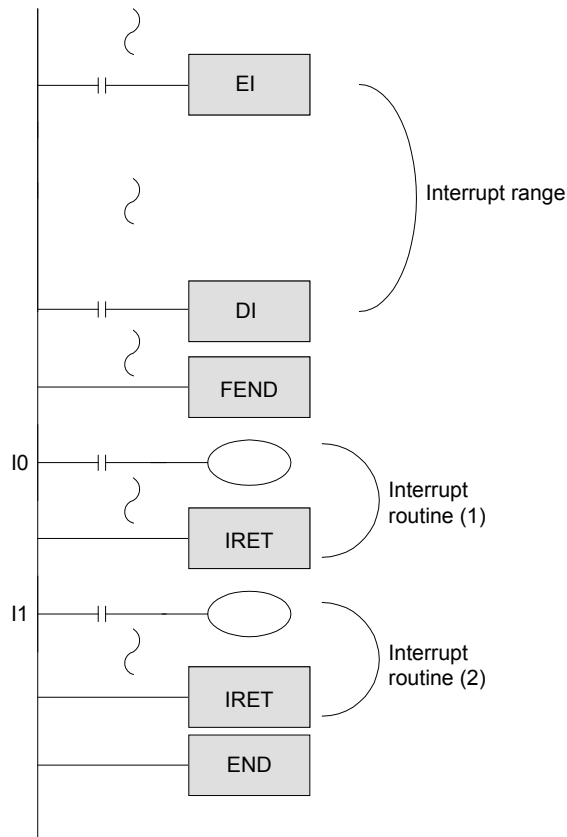 EI
Interrupt range
DI
FEND
I0
Interrupt
routine (1)
IRET
I1
Interrupt
routine (2)
IRET
END